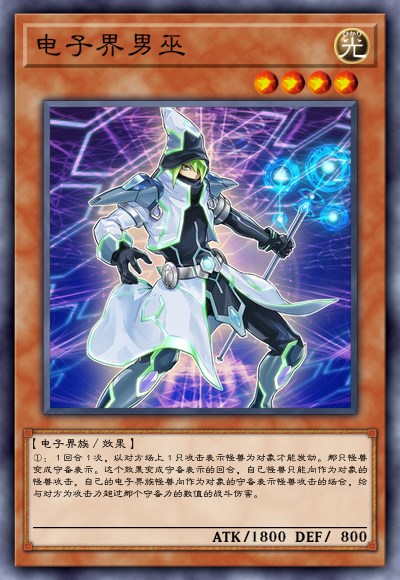 电子界男巫
光
【电子界族／效果】
①：1回合1次，以对方场上1只攻击表示怪兽为对象才能发动。那只怪兽
变成守备表示。这个效果变成守备表示的回合，自己怪兽只能向作为对象的
怪兽攻击，自己的电子界族怪兽向作为对象的守备表示怪兽攻击的场合，给
与对方为攻击力超过那个守备力的数值的战斗伤害。
ATK/1800 DEF/ 800